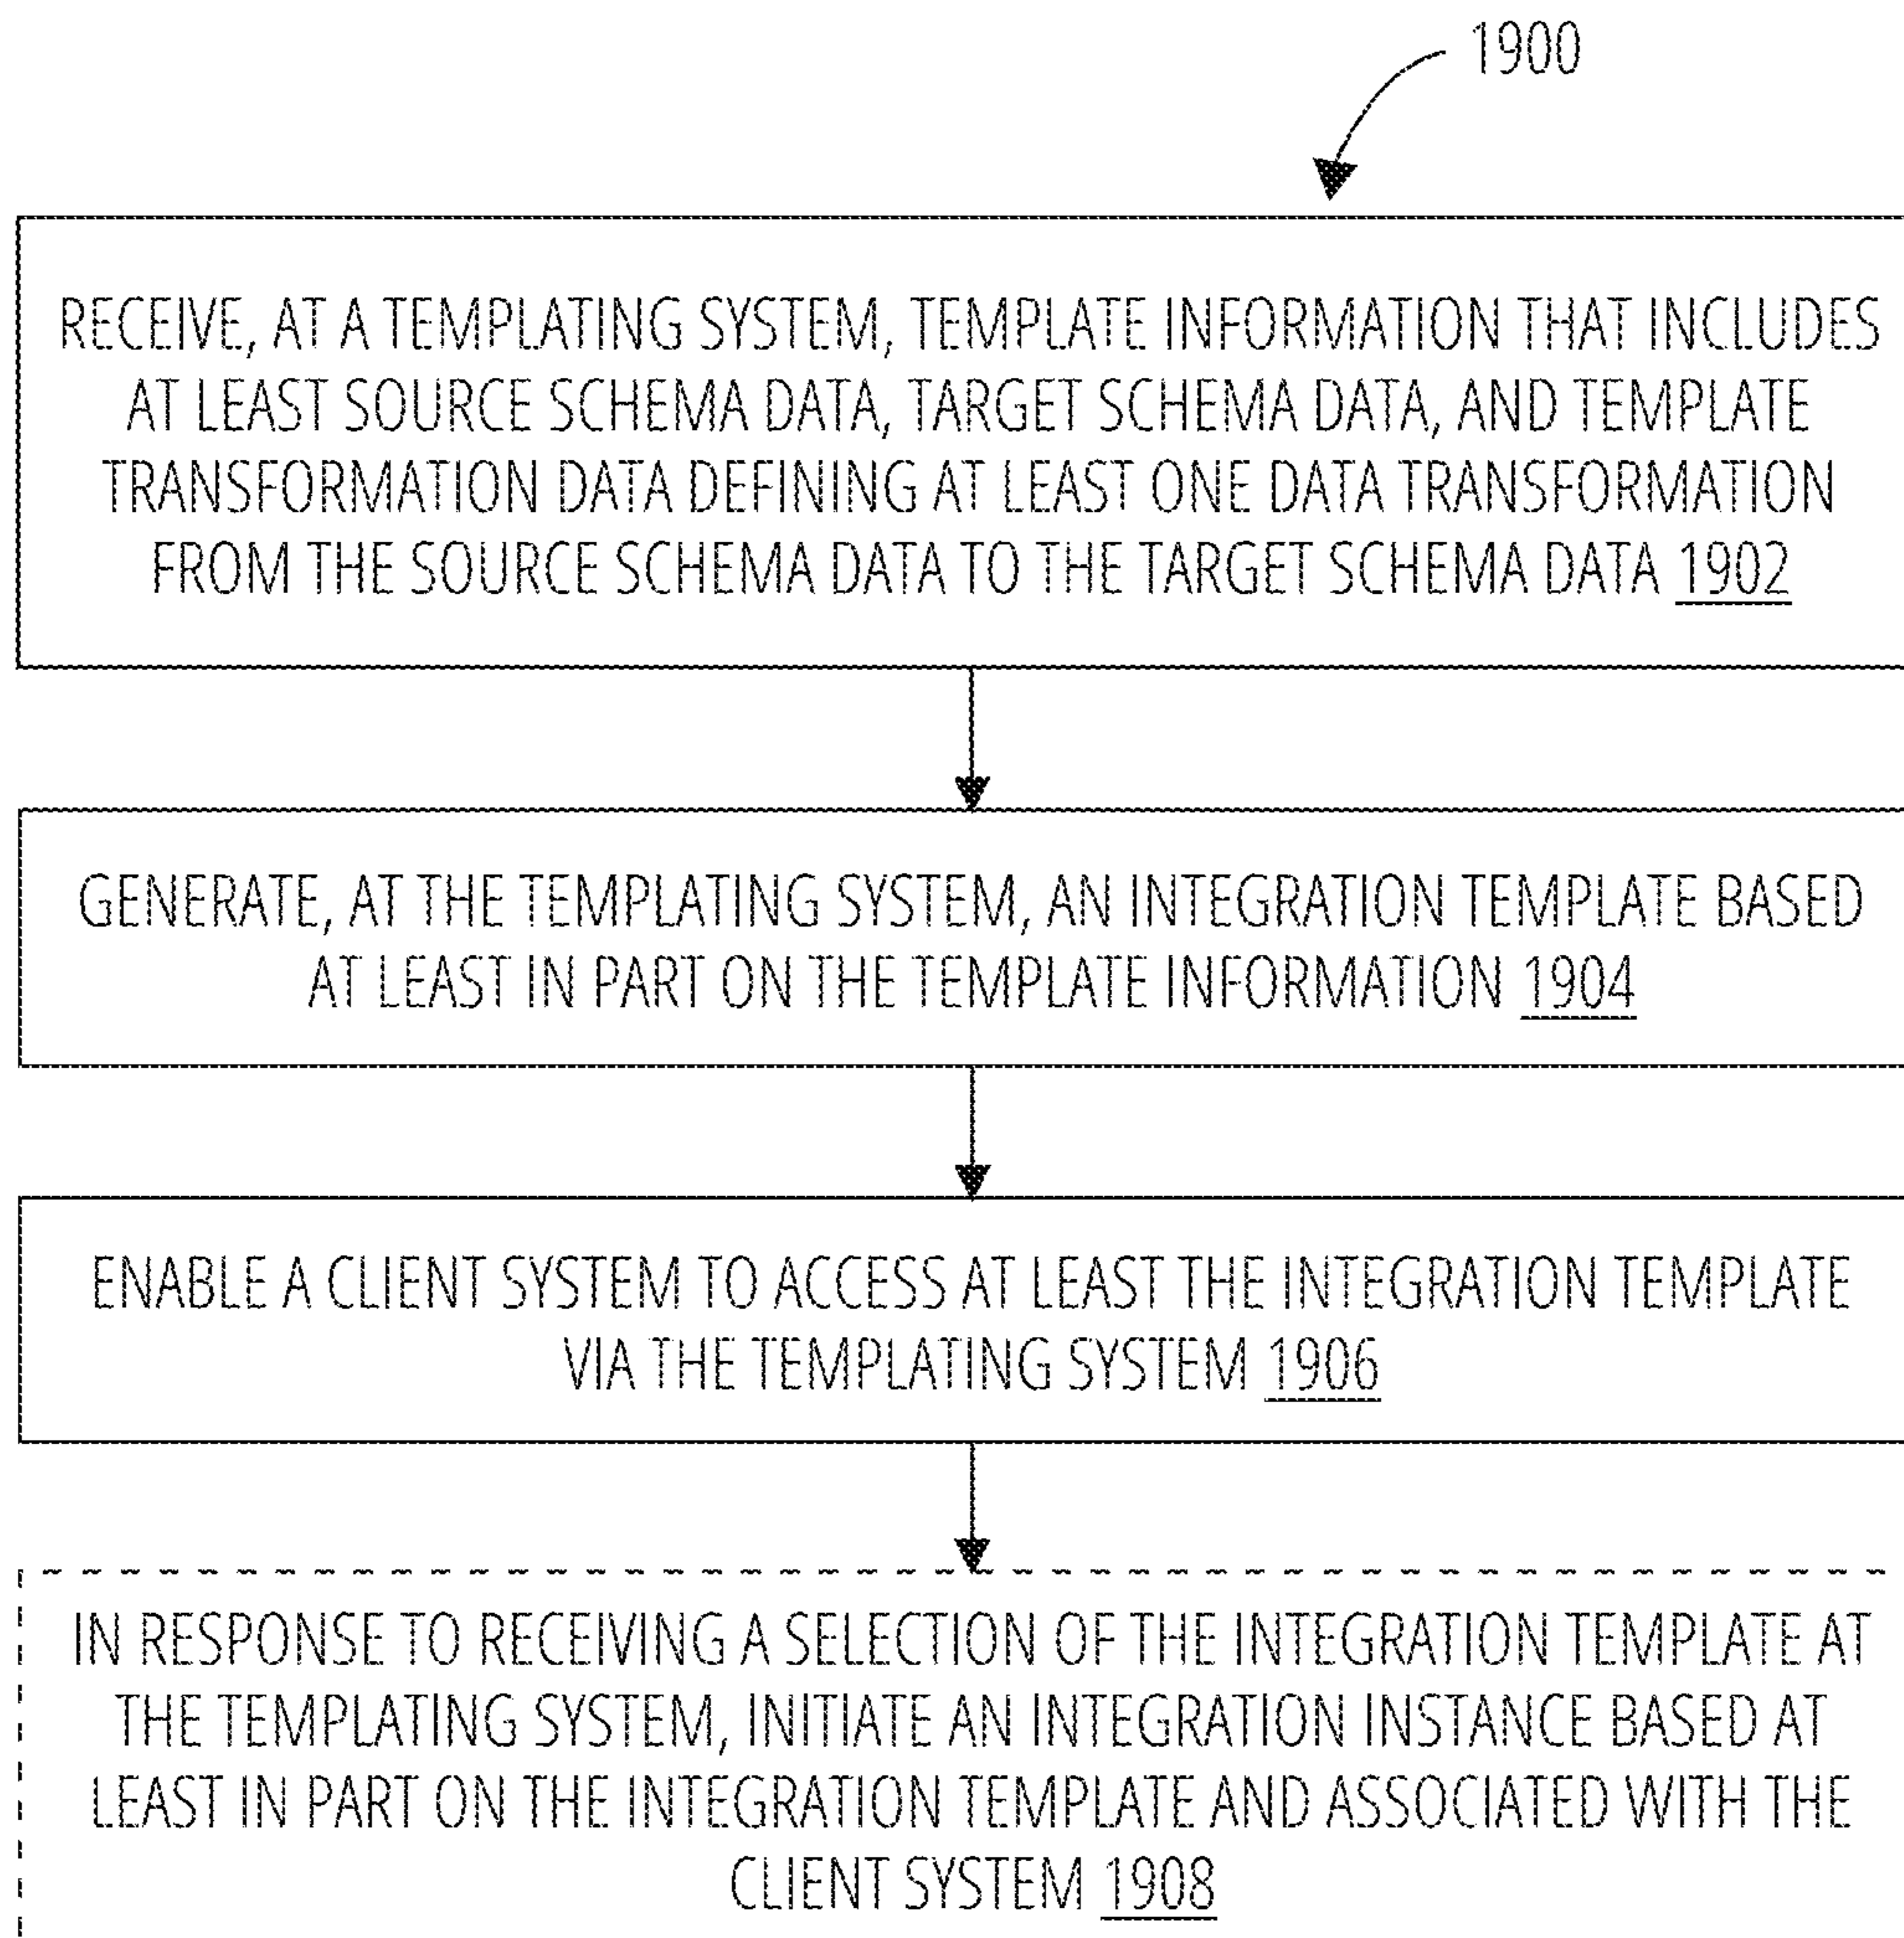 1900
RECEIVE, AT A TEMPLATING SYSTEM, TEMPLATE INFORMATION THAT INCLUDES
AT LEAST SOURCE SCHEMA DATA, TARGET SCHEMA DATA, AND TEMPLATE
TRANSFORMATION DATA DEFINING AT LEAST ONE DATA TRANSFORMATION
FROM THE SOURCE SCHEMA DATA TO THE TARGET SCHEMA DATA 1902
GENERATE, AT THE TEMPLATING SYSTEM, AN INTEGRATION TEMPLATE BASED
AT LEAST IN PART ON THE TEMPLATE INFORMATION 1904
ENABLE A CLIENT SYSTEM TO ACCESS AT LEAST THE INTEGRATION TEMPLATE
VIA THE TEMPLATING SYSTEM 1906
IN RESPONSE TO RECEIVING A SELECTION OF THE INTEGRATION TEMPLATE AT
THE TEMPLATING SYSTEM, INITIATE AN INTEGRATION INSTANCE BASED AT
LEAST IN PART ON THE INTEGRATION TEMPLATE AND ASSOCIATED WITH THE
CLIENT SYSTEM 1908